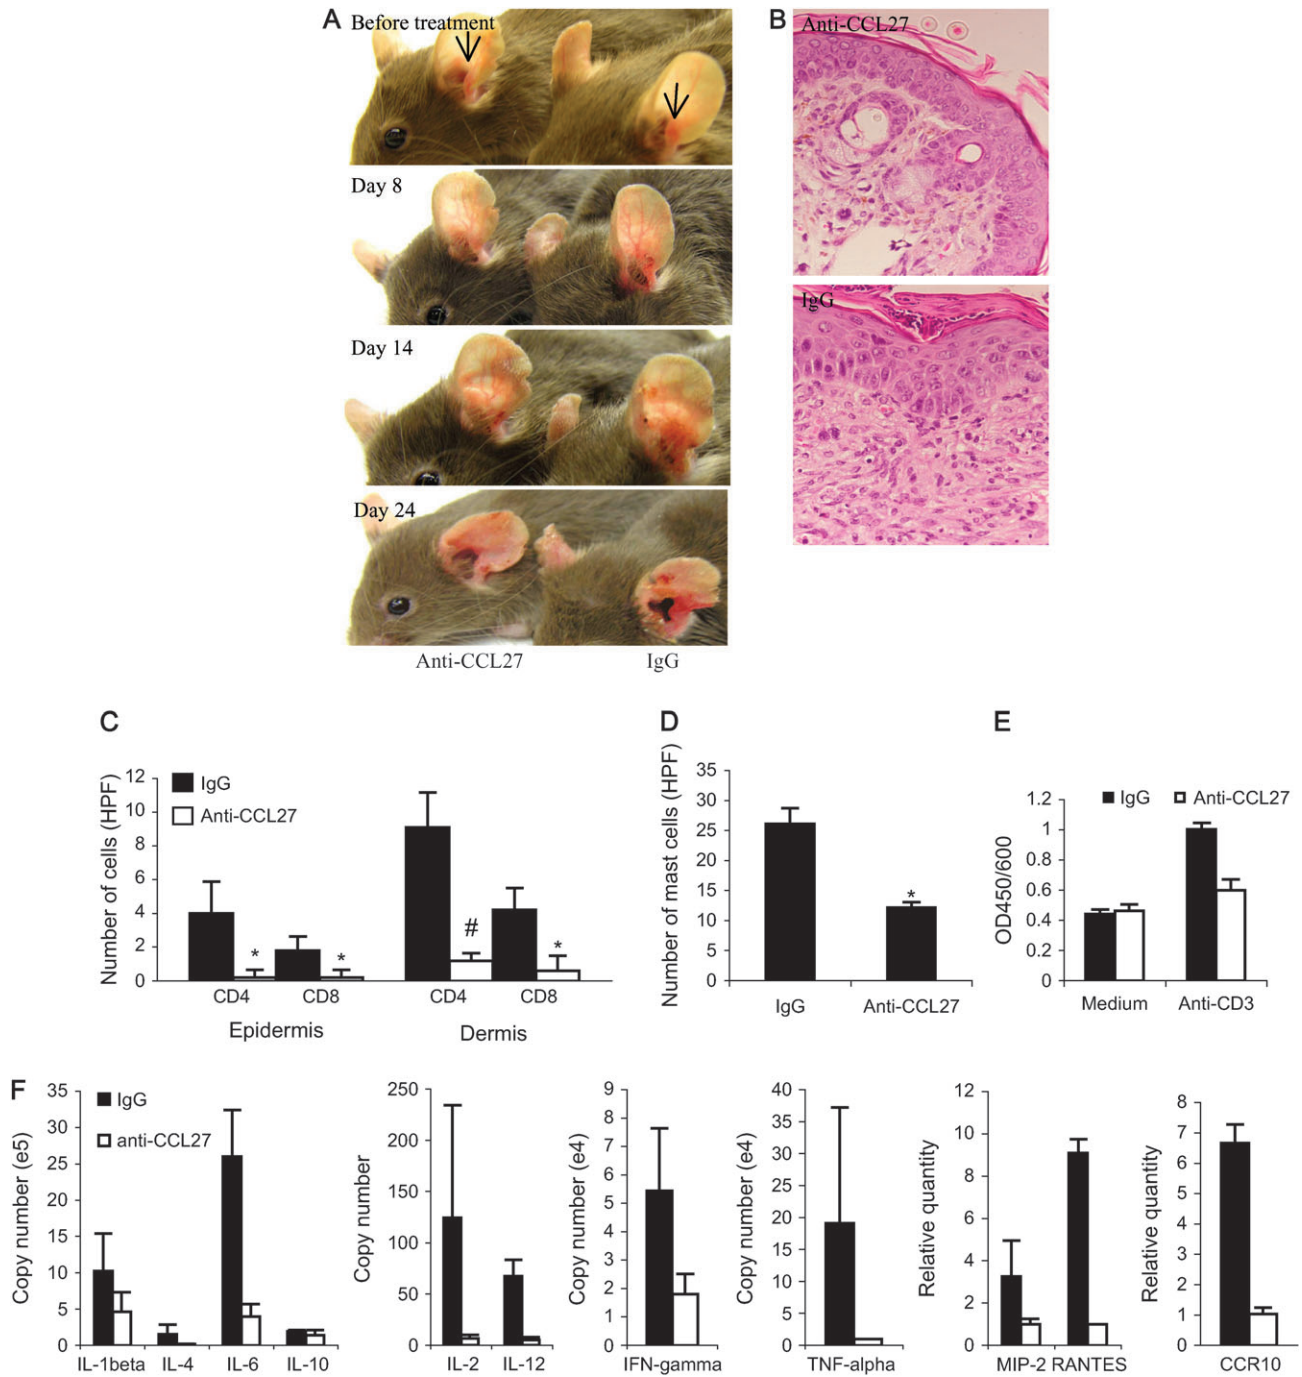 A
Before treatment
Day 8
Day 14
Day 24
Anti-CCL27 IgG
B
Anti-CCL27
IgG
C
Number of cells (HPF)
12
10
8
6
4
2
0
IgG
Anti-CCL27
* * # *
CD4 CD8 CD4 CD8
Epidermis Dermis
D
Number of mast cells (HPF)
35
30
25
20
15
10
5
0
*
IgG Anti-CCL27
E
OD450/600
IgG Anti-CCL27
1.2
1
0.8
0.6
0.4
0.2
0
Medium Anti-CD3
F
Copy number (e5)
35
30
25
20
15
10
5
0
IgG
anti-CCL27
IL-1beta IL-4 IL-6 IL-10
Copy number
250
200
150
100
50
0
IL-2 IL-12
Copy number (e4)
9
8
7
6
5
4
3
2
1
0
IFN-gamma
Copy number (e4)
40
35
30
25
20
15
10
5
0
TNF-alpha
Relative quantity
12
10
8
6
4
2
0
MIP-2 RANTES
Relative quantity
8
7
6
5
4
3
2
1
0
CCR10